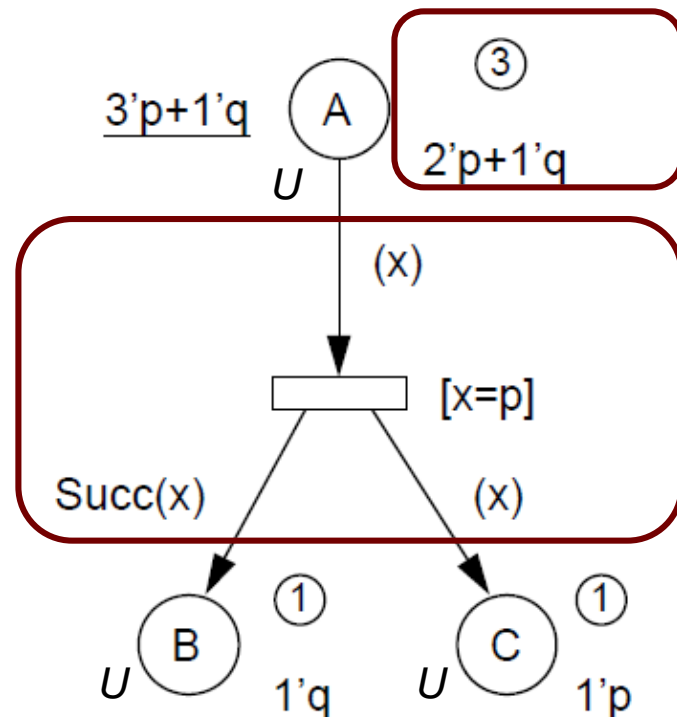 3
A
3’p+1’q
2’p+1’q
U
(x)
[x=p]
Succ(x)
(x)
1
1
B
C
U
U
1’q
1’p